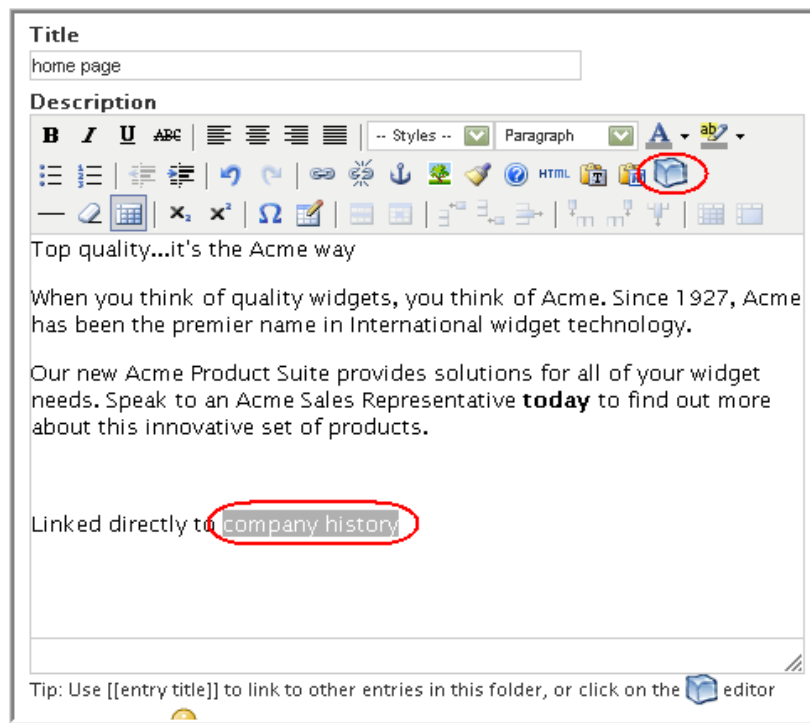 Title
home page
Description
B I U ABC -- Styles -- Paragraph A ab
HTML T
x₂ x² Ω
Top quality...it's the Acme way
When you think of quality widgets, you think of Acme. Since 1927, Acme
has been the premier name in International widget technology.
Our new Acme Product Suite provides solutions for all of your widget
needs. Speak to an Acme Sales Representative today to find out more
about this innovative set of products.
Linked directly to company history
Tip: Use [[entry title]] to link to other entries in this folder, or click on the editor